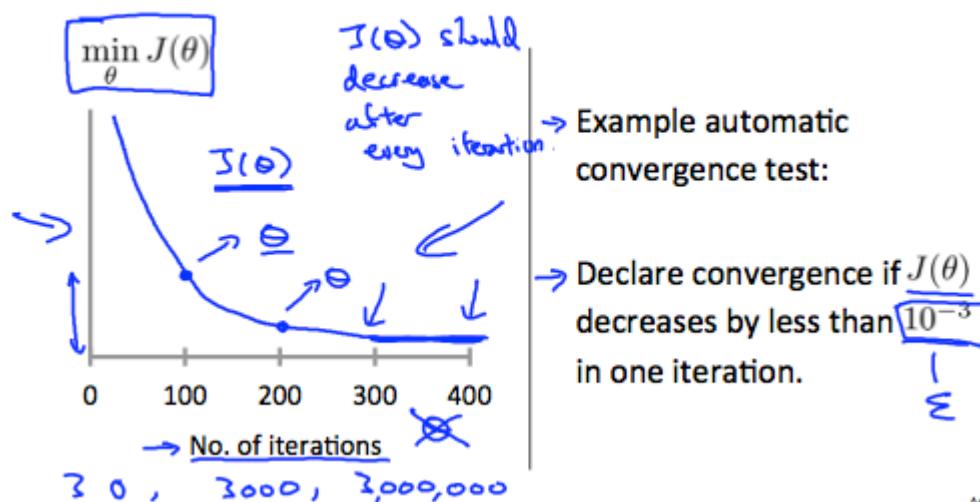 min J(θ)
θ
J(θ) should
decrease
after
every iteration.
J(θ)
θ
θ
0 100 200 300 400
No. of iterations
θ
30, 3000, 3,000,000
→ Example automatic
convergence test:
→ Declare convergence if J(θ)
decreases by less than 10⁻³
in one iteration.
ε